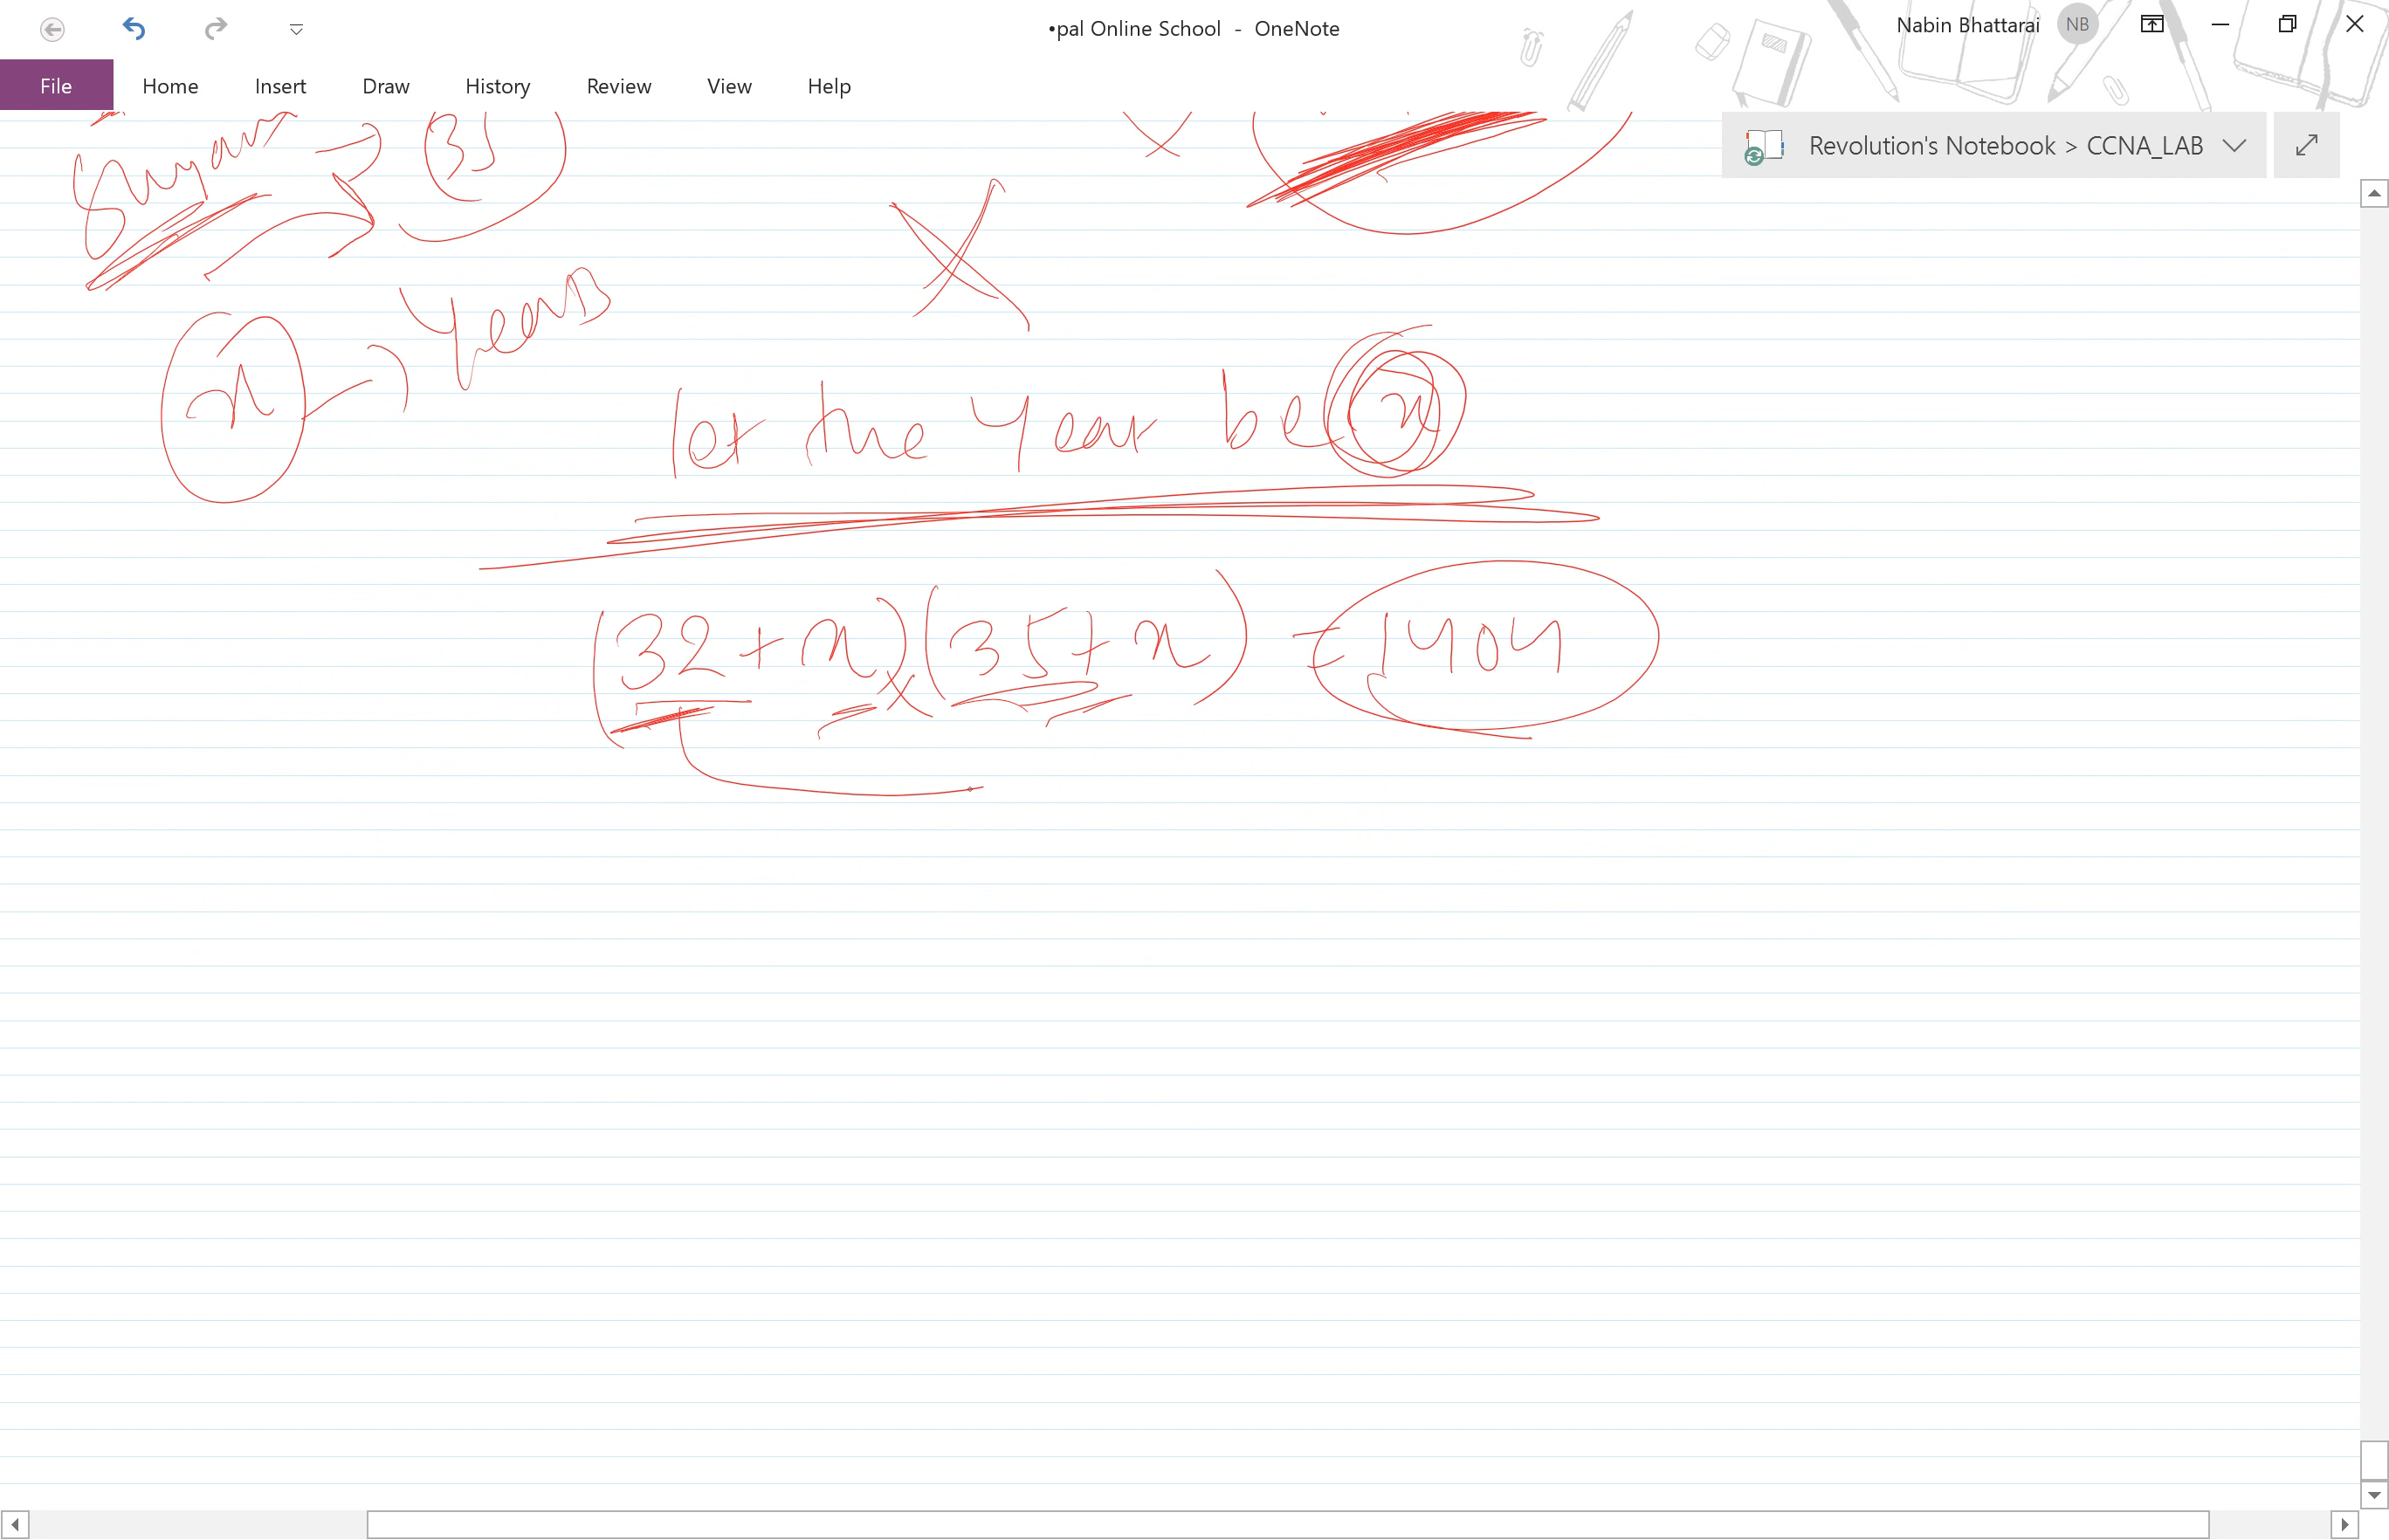 •pal Online School - OneNote
Nabin Bhattarai NB
File Home Insert Draw History Review View Help
Revolution's Notebook > CCNA_LAB
35
x → Years
let the Year be x
(32+x)×(35+x) = 1404